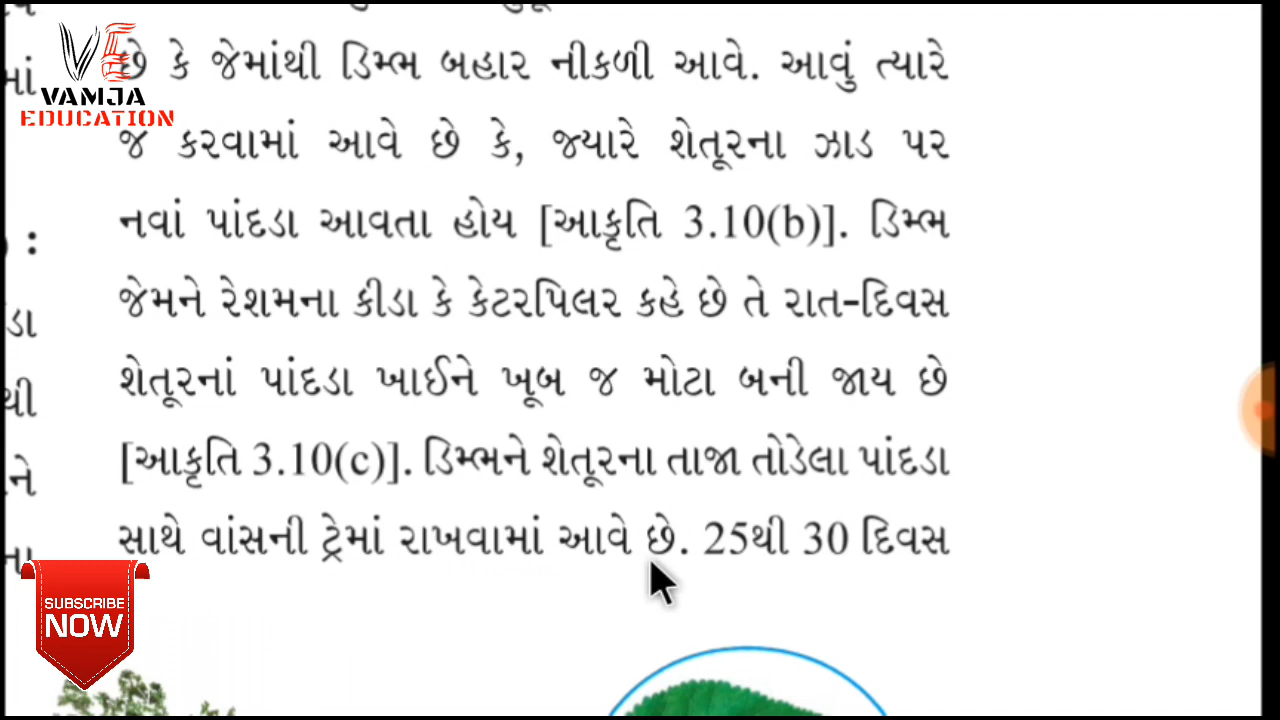 VAMJA
EDUCATION
છે કે જેમાંથી ડિમ્ભ બહાર નીકળી આવે. આવું ત્યારે
જ કરવામાં આવે છે કે, જ્યારે શેતૂરના ઝાડ પર
નવાં પાંદડા આવતા હોય [આકૃતિ 3.10(b)]. ડિમ્ભ
જેમને રેશમના કીડા કે કેટરપિલર કહે છે તે રાત-દિવસ
શેતૂરનાં પાંદડા ખાઈને ખૂબ જ મોટા બની જાય છે
[આકૃતિ 3.10(c)]. ડિમ્ભને શેતૂરના તાજા તોડેલા પાંદડા
સાથે વાંસની ટ્રેમાં રાખવામાં આવે છે. 25થી 30 દિવસ
SUBSCRIBE
NOW